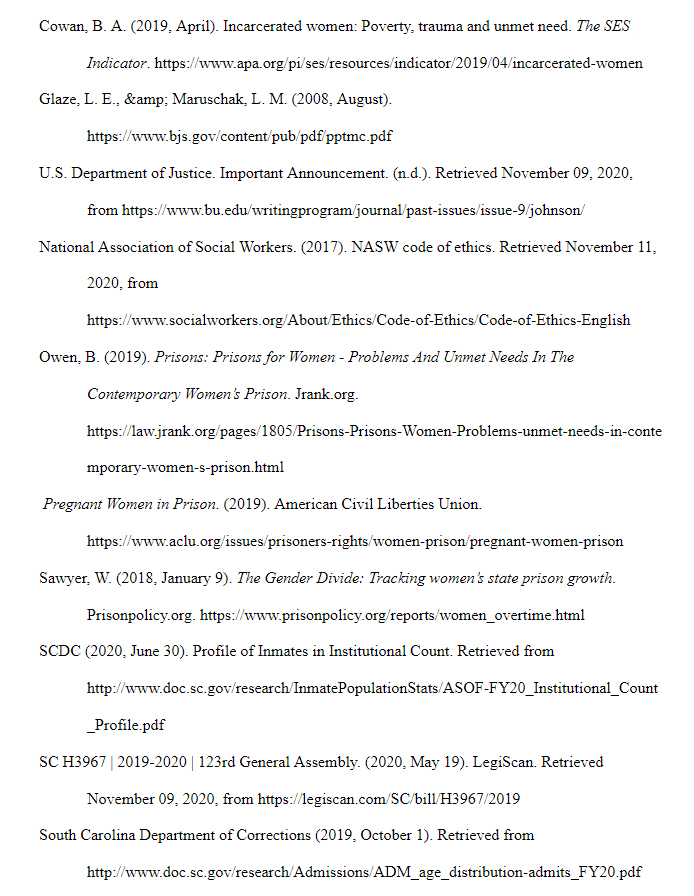 Cowan, B. A. (2019, April). Incarcerated women: Poverty, trauma and unmet need. The SES
Indicator. https://www.apa.org/pi/ses/resources/indicator/2019/04/incarcerated-women
Glaze, L. E., &amp; Maruschak, L. M. (2008, August).
https://www.bjs.gov/content/pub/pdf/pptmc.pdf
U.S. Department of Justice. Important Announcement. (n.d.). Retrieved November 09, 2020,
from https://www.bu.edu/writingprogram/journal/past-issues/issue-9/johnson/
National Association of Social Workers. (2017). NASW code of ethics. Retrieved November 11,
2020, from
https://www.socialworkers.org/About/Ethics/Code-of-Ethics/Code-of-Ethics-English
Owen, B. (2019). Prisons: Prisons for Women - Problems And Unmet Needs In The
Contemporary Women's Prison. Jrank.org.
https://law.jrank.org/pages/1805/Prisons-Prisons-Women-Problems-unmet-needs-in-conte
mporary-women-s-prison.html
Pregnant Women in Prison. (2019). American Civil Liberties Union.
https://www.aclu.org/issues/prisoners-rights/women-prison/pregnant-women-prison
Sawyer, W. (2018, January 9). The Gender Divide: Tracking women's state prison growth.
Prisonpolicy.org. https://www.prisonpolicy.org/reports/women_overtime.html
SCDC (2020, June 30). Profile of Inmates in Institutional Count. Retrieved from
http://www.doc.sc.gov/research/InmatePopulationStats/ASOF-FY20_Institutional_Count
_Profile.pdf
SC H3967 | 2019-2020 | 123rd General Assembly. (2020, May 19). LegiScan. Retrieved
November 09, 2020, from https://legiscan.com/SC/bill/H3967/2019
South Carolina Department of Corrections (2019, October 1). Retrieved from
http://www.doc.sc.gov/research/Admissions/ADM_age_distribution-admits_FY20.pdf